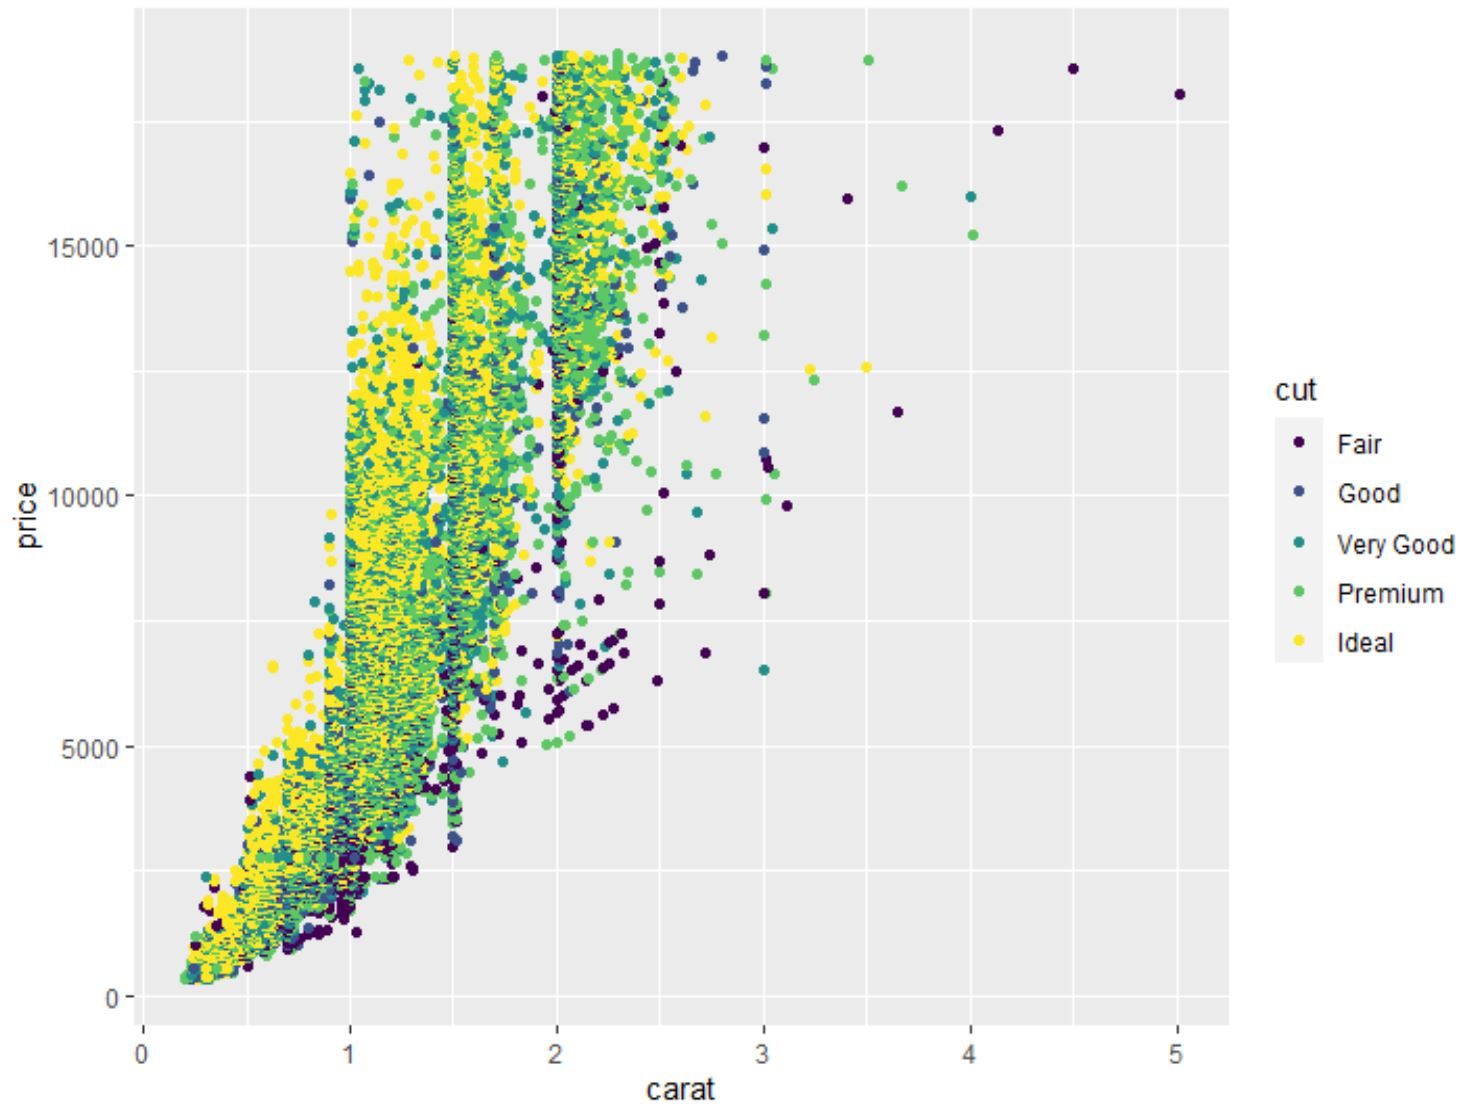 15000
10000
5000
0
price
0 1 2 3 4 5
carat
cut
Fair
Good
Very Good
Premium
Ideal